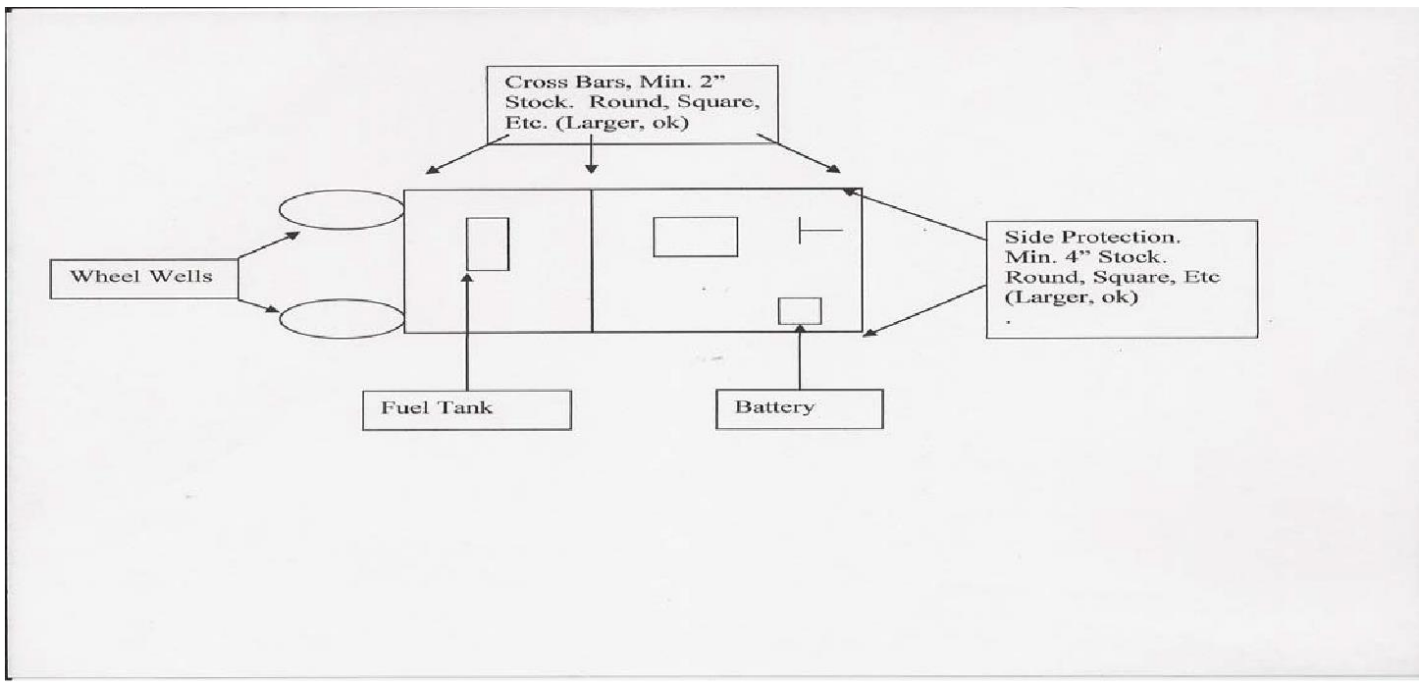 Cross Bars, Min. 2”
Stock.  Round, Square,
Etc. (Larger, ok)
Side Protection.
Min. 4” Stock.
Round, Square, Etc
(Larger, ok)
.
Wheel Wells
Fuel Tank
Battery